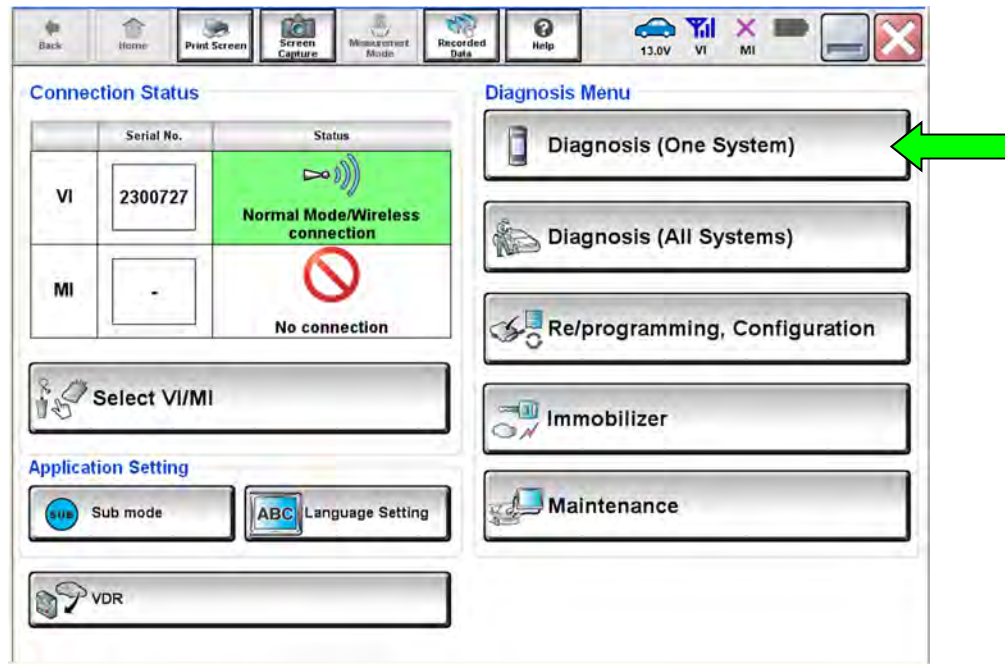 Back
Home
Print Screen
Screen
Capture
Measurement
Mode
Recorded
Data
Help
13.0V
VI
MI
Connection Status
Serial No.
Status
VI
2300727
Normal Mode/Wireless
connection
MI
-
No connection
Select VI/MI
Application Setting
SUB
Sub mode
ABC
Language Setting
VDR
Diagnosis Menu
Diagnosis (One System)
Diagnosis (All Systems)
Re/programming, Configuration
Immobilizer
Maintenance